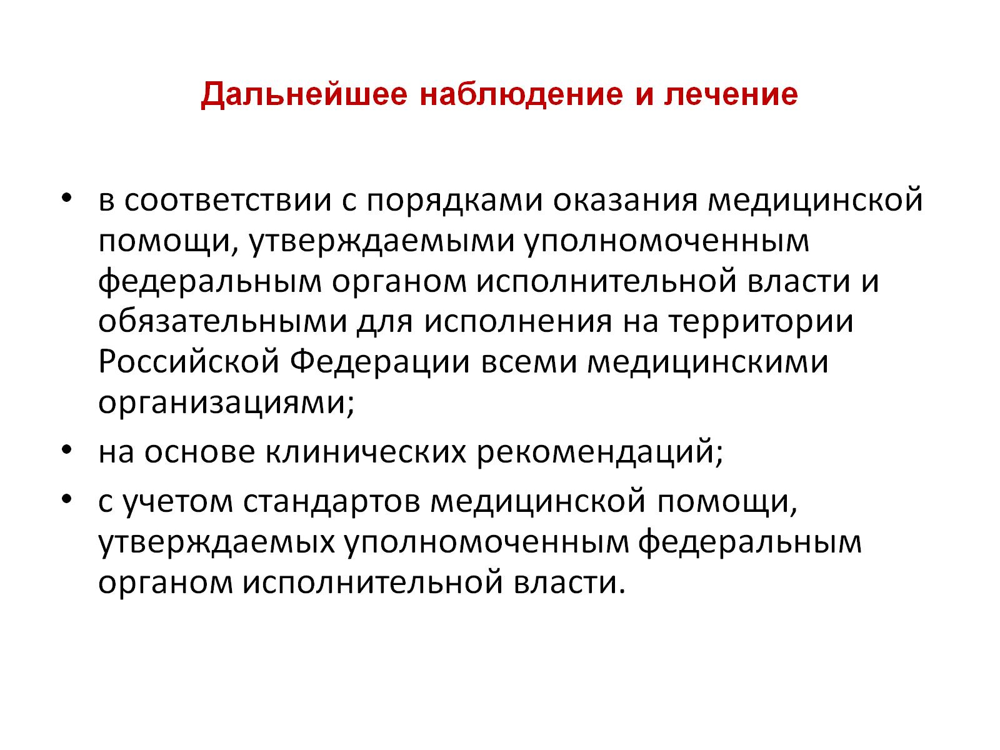 Дальнейшее наблюдение и лечение
• в соответствии с порядками оказания медицинской
помощи, утверждаемыми уполномоченным
федеральным органом исполнительной власти и
обязательными для исполнения на территории
Российской Федерации всеми медицинскими
организациями;
• на основе клинических рекомендаций;
• с учетом стандартов медицинской помощи,
утверждаемых уполномоченным федеральным
органом исполнительной власти.